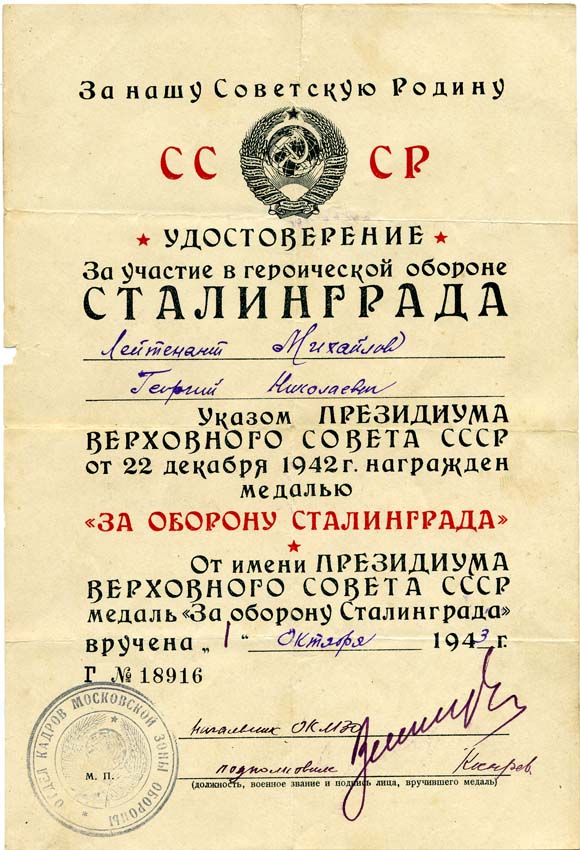 За нашу Советскую Родину
СССР
УДОСТОВЕРЕНИЕ
За участие в героической обороне
СТАЛИНГРАДА
Лейтенант Михайлов
Георгий Николаевич
Указом ПРЕЗИДИУМА
ВЕРХОВНОГО СОВЕТА СССР
от 22 декабря 1942 г. награжден
медалью
«ЗА ОБОРОНУ СТАЛИНГРАДА»
От имени ПРЕЗИДИУМА
ВЕРХОВНОГО СОВЕТА СССР
медаль «За оборону Сталинграда»
вручена „1" Октября 1943 г.
Г № 18916
ОТДЕЛ КАДРОВ МОСКОВСКОЙ ЗОНЫ ОБОРОНЫ
Начальник ОКМЗО
М. П.
подполковник
(должность, военное звание и подпись лица, вручившего медаль)